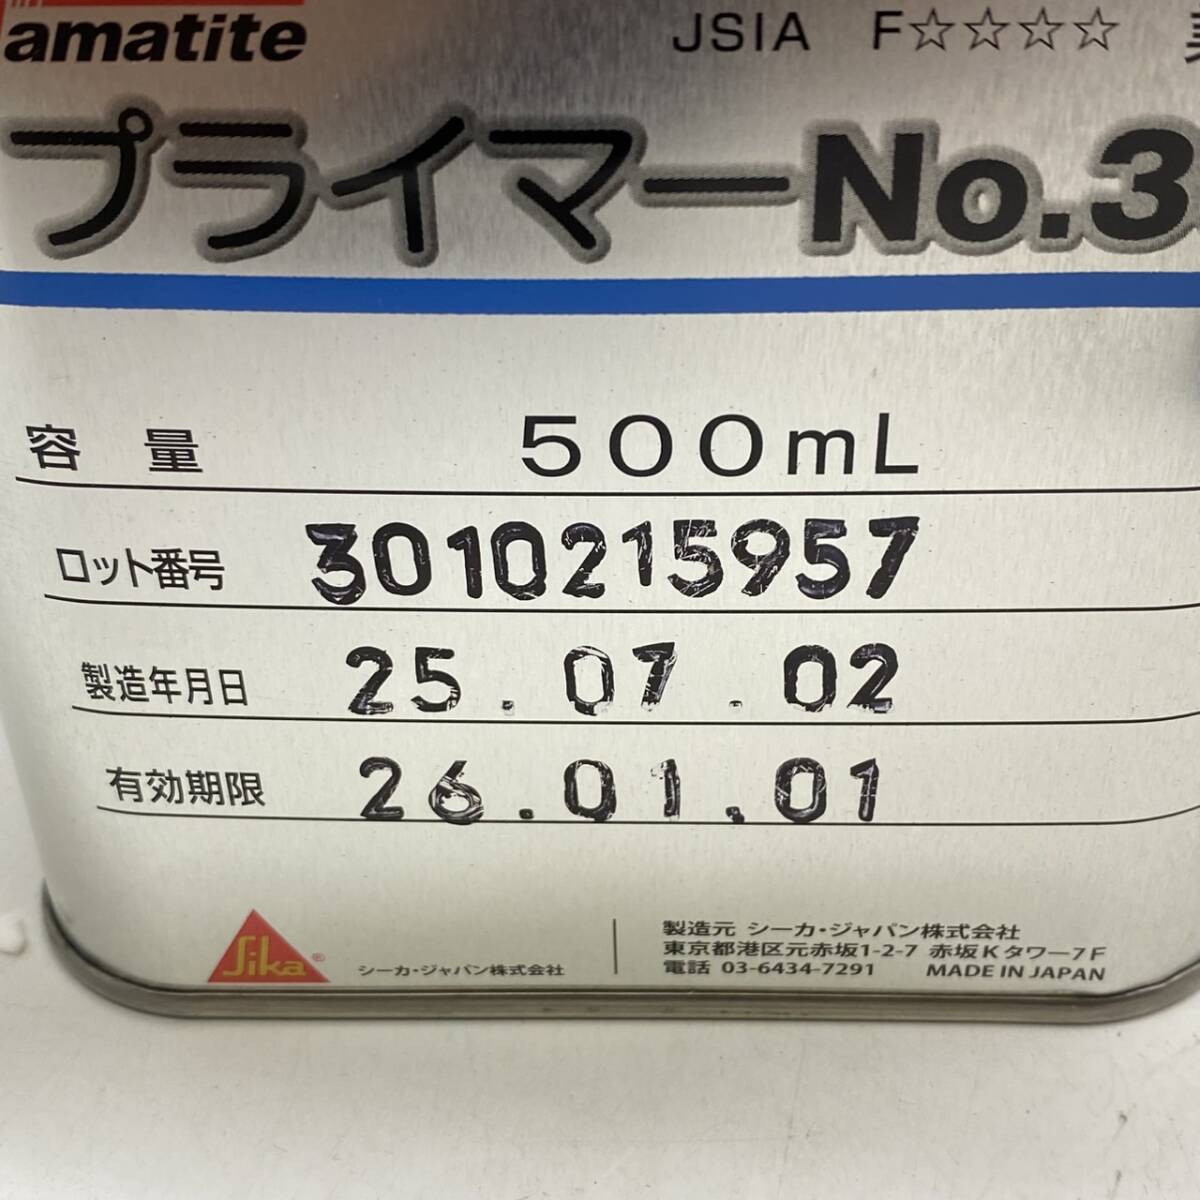 amatite
JSIA F☆☆☆☆
プライマーNo.3
容量 500mL
ロット番号 3010215957
製造年月日 25.07.02
有効期限 26.01.01
Sika®
シーカ・ジャパン株式会社
製造元 シーカ・ジャパン株式会社
東京都港区元赤坂1-2-7 赤坂Kタワー7F
電話 03-6434-7291 MADE IN JAPAN